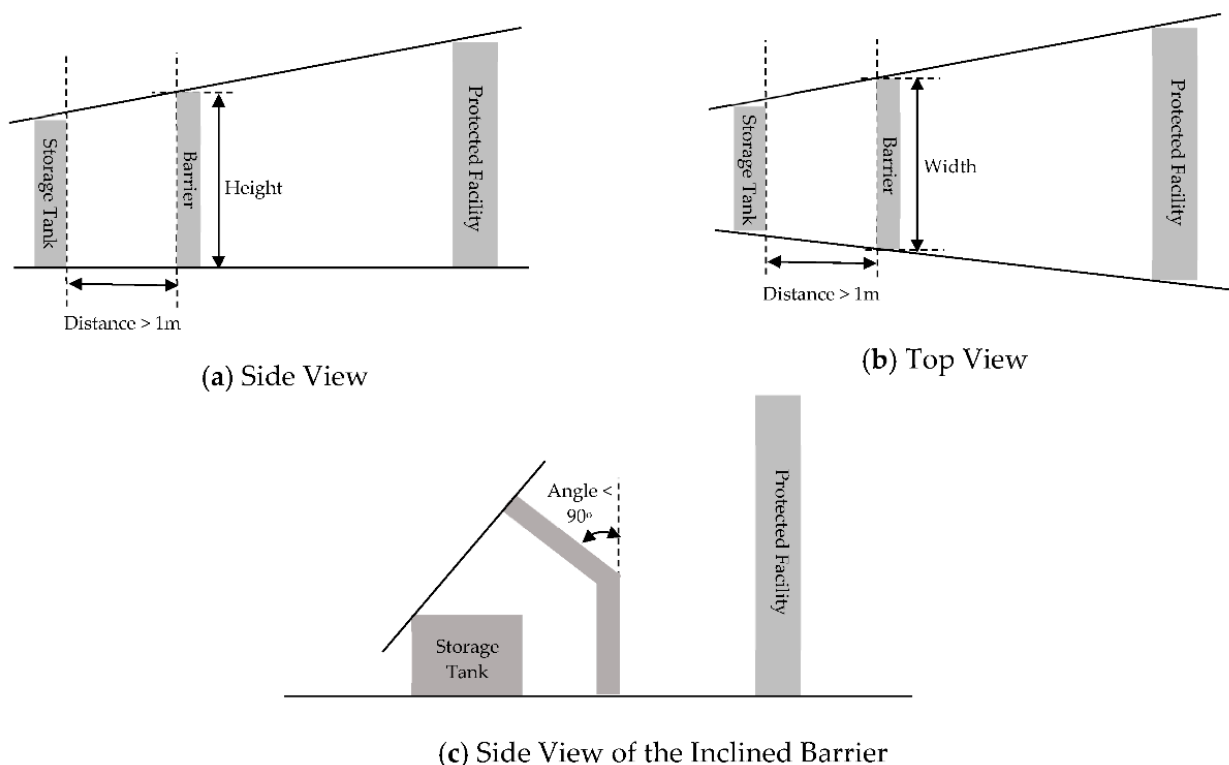 Storage Tank
Barrier
Height
Protected Facility
Distance > 1m
(a) Side View
Storage Tank
Barrier
Width
Protected Facility
Distance > 1m
(b) Top View
Angle <
90°
Storage
Tank
Protected Facility
(c) Side View of the Inclined Barrier